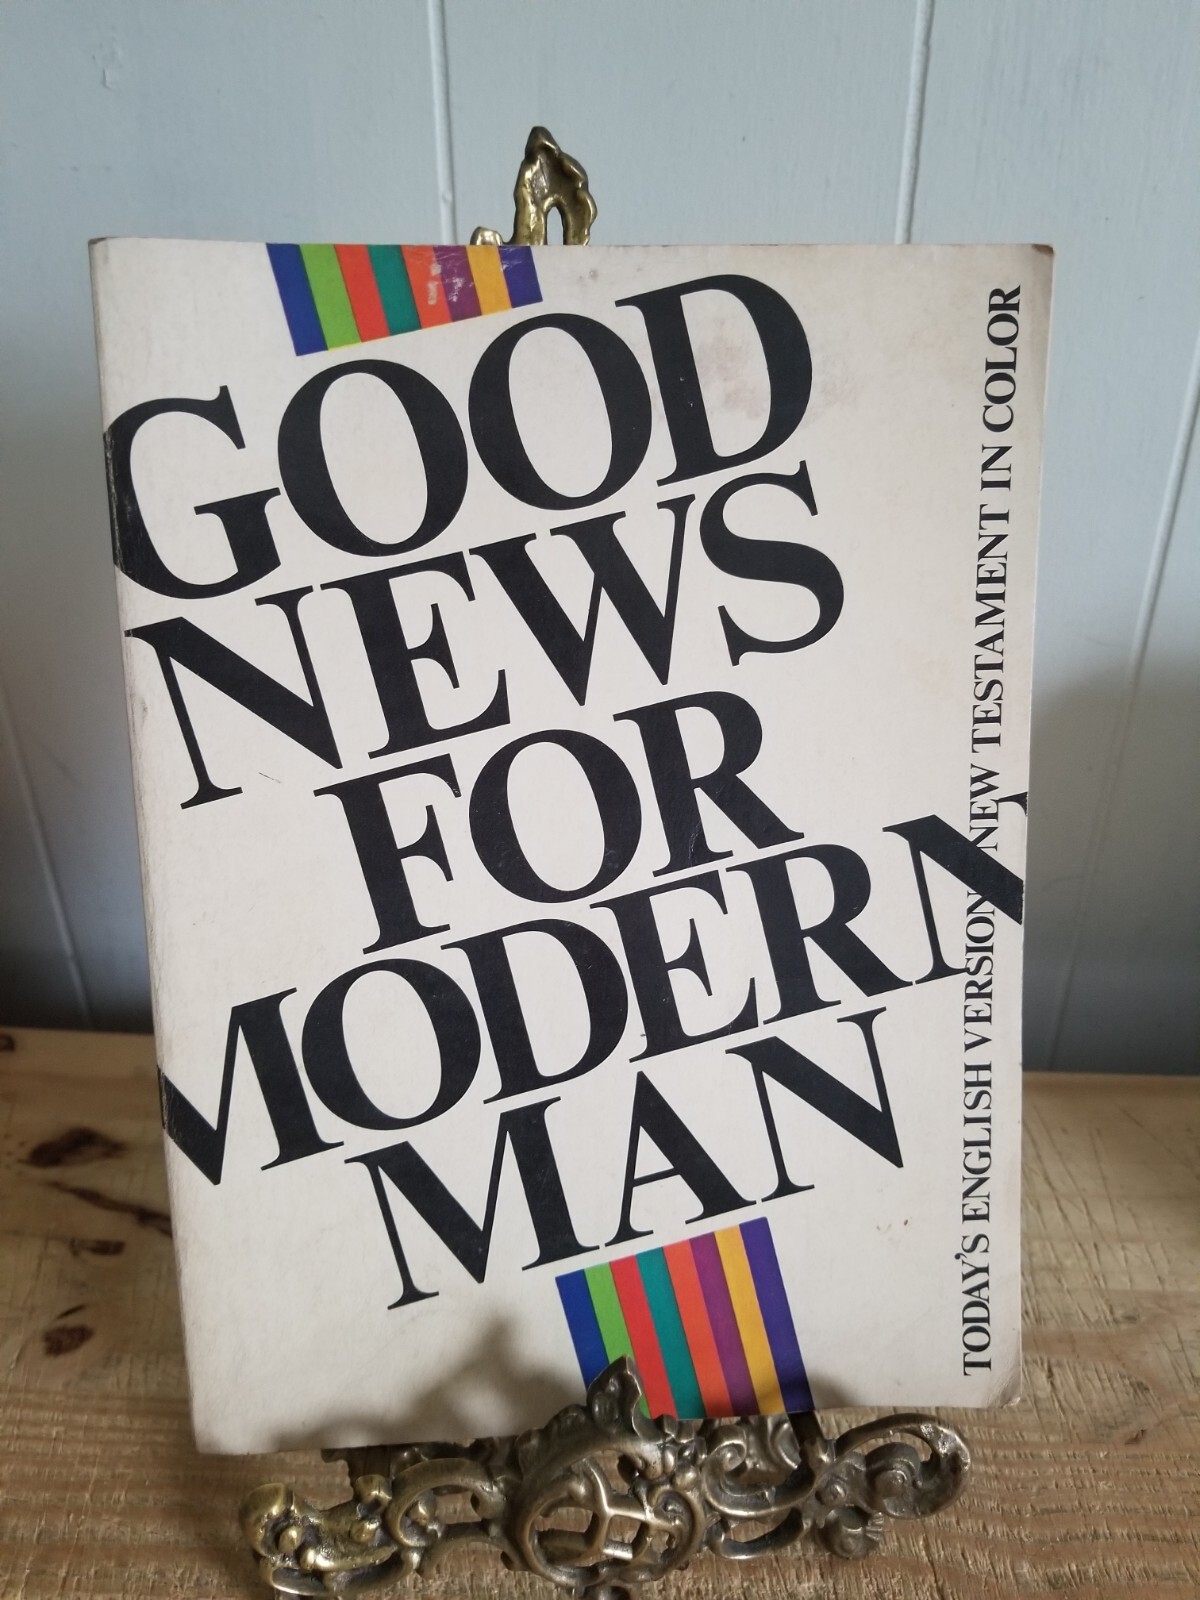 GOOD
NEWS
FOR
MODERN
MAN
TODAY'S ENGLISH VERSION NEW TESTAMENT IN COLOR